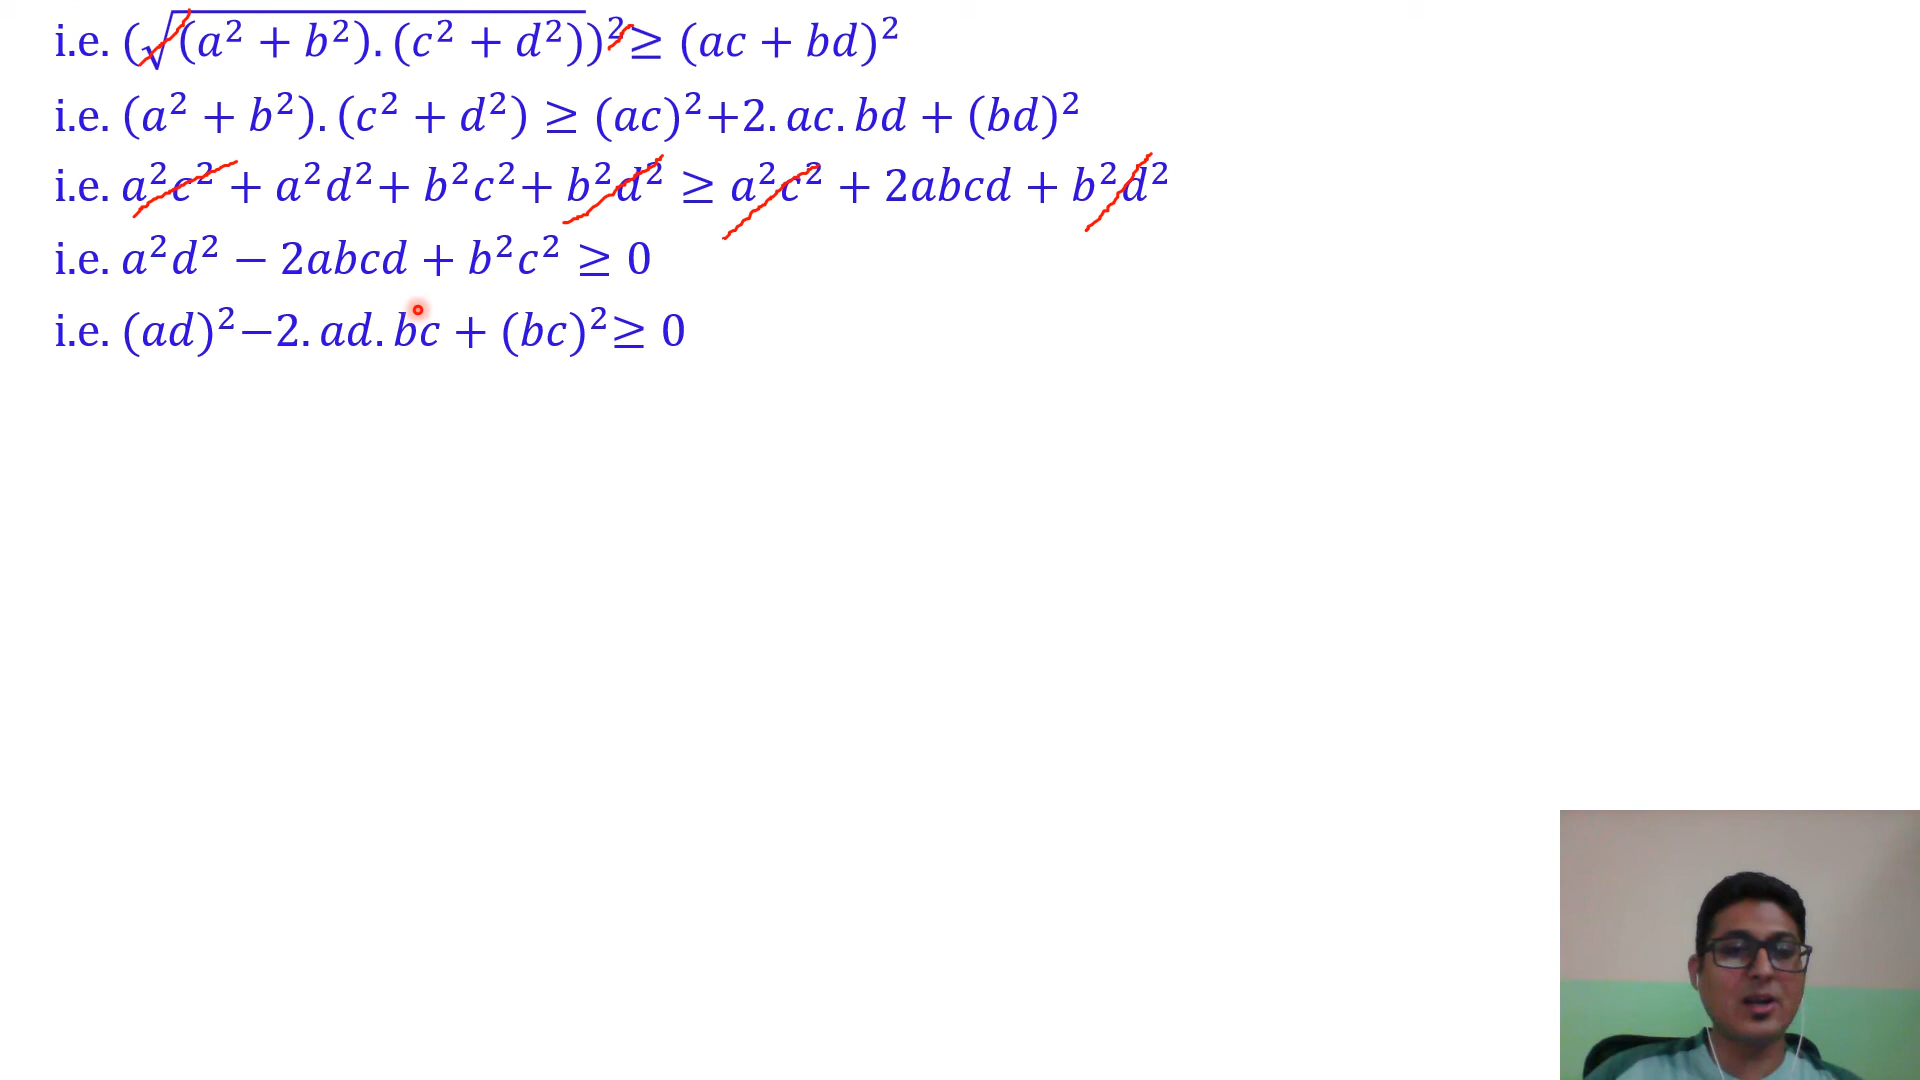 i.e. (√((a² + b²).(c² + d²)))² ≥ (ac + bd)²
i.e. (a² + b²).(c² + d²) ≥ (ac)²+2. ac. bd + (bd)²
i.e. a²c² + a²d²+ b²c²+ b²d² ≥ a²c² + 2abcd + b²d²
i.e. a²d² − 2abcd + b²c² ≥ 0
i.e. (ad)²−2. ad. bc + (bc)²≥ 0